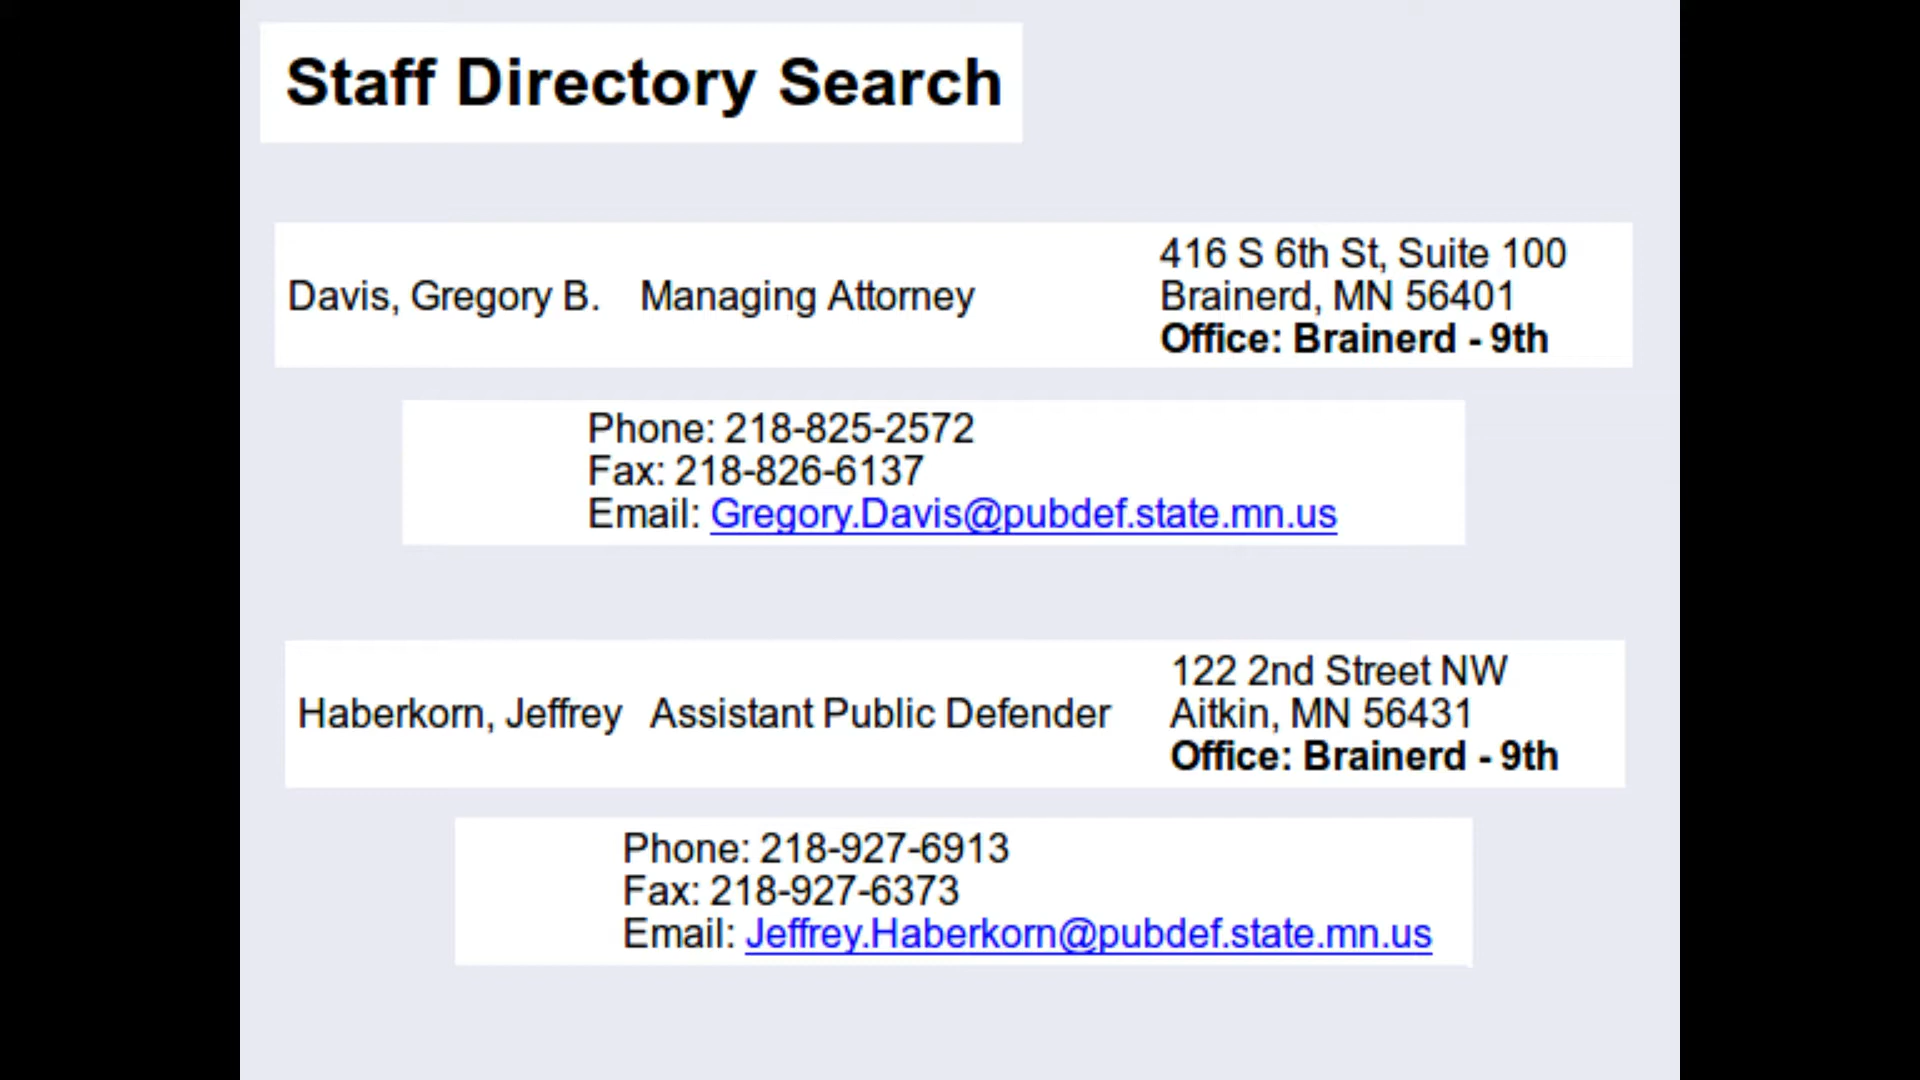 Staff Directory Search
Davis, Gregory B. Managing Attorney
416 S 6th St, Suite 100
Brainerd, MN 56401
Office: Brainerd - 9th
Phone: 218-825-2572
Fax: 218-826-6137
Email: Gregory.Davis@pubdef.state.mn.us
Haberkorn, Jeffrey Assistant Public Defender
122 2nd Street NW
Aitkin, MN 56431
Office: Brainerd - 9th
Phone: 218-927-6913
Fax: 218-927-6373
Email: Jeffrey.Haberkorn@pubdef.state.mn.us